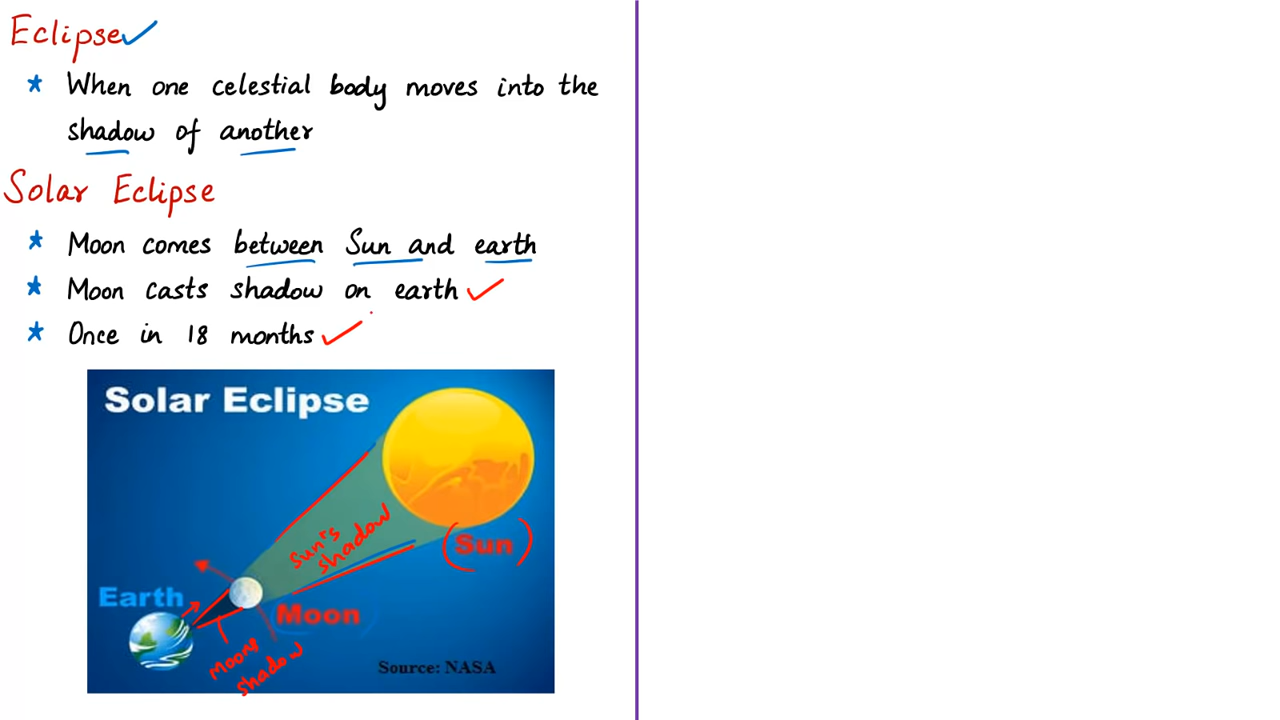 Eclipse
When one celestial body moves into the
shadow of another
Solar Eclipse
Moon comes between Sun and earth
Moon casts shadow on earth
Once in 18 months
Solar Eclipse
Sun's
shadow
(Sun)
Earth
(Moon)
Moon's
shadow
Source: NASA